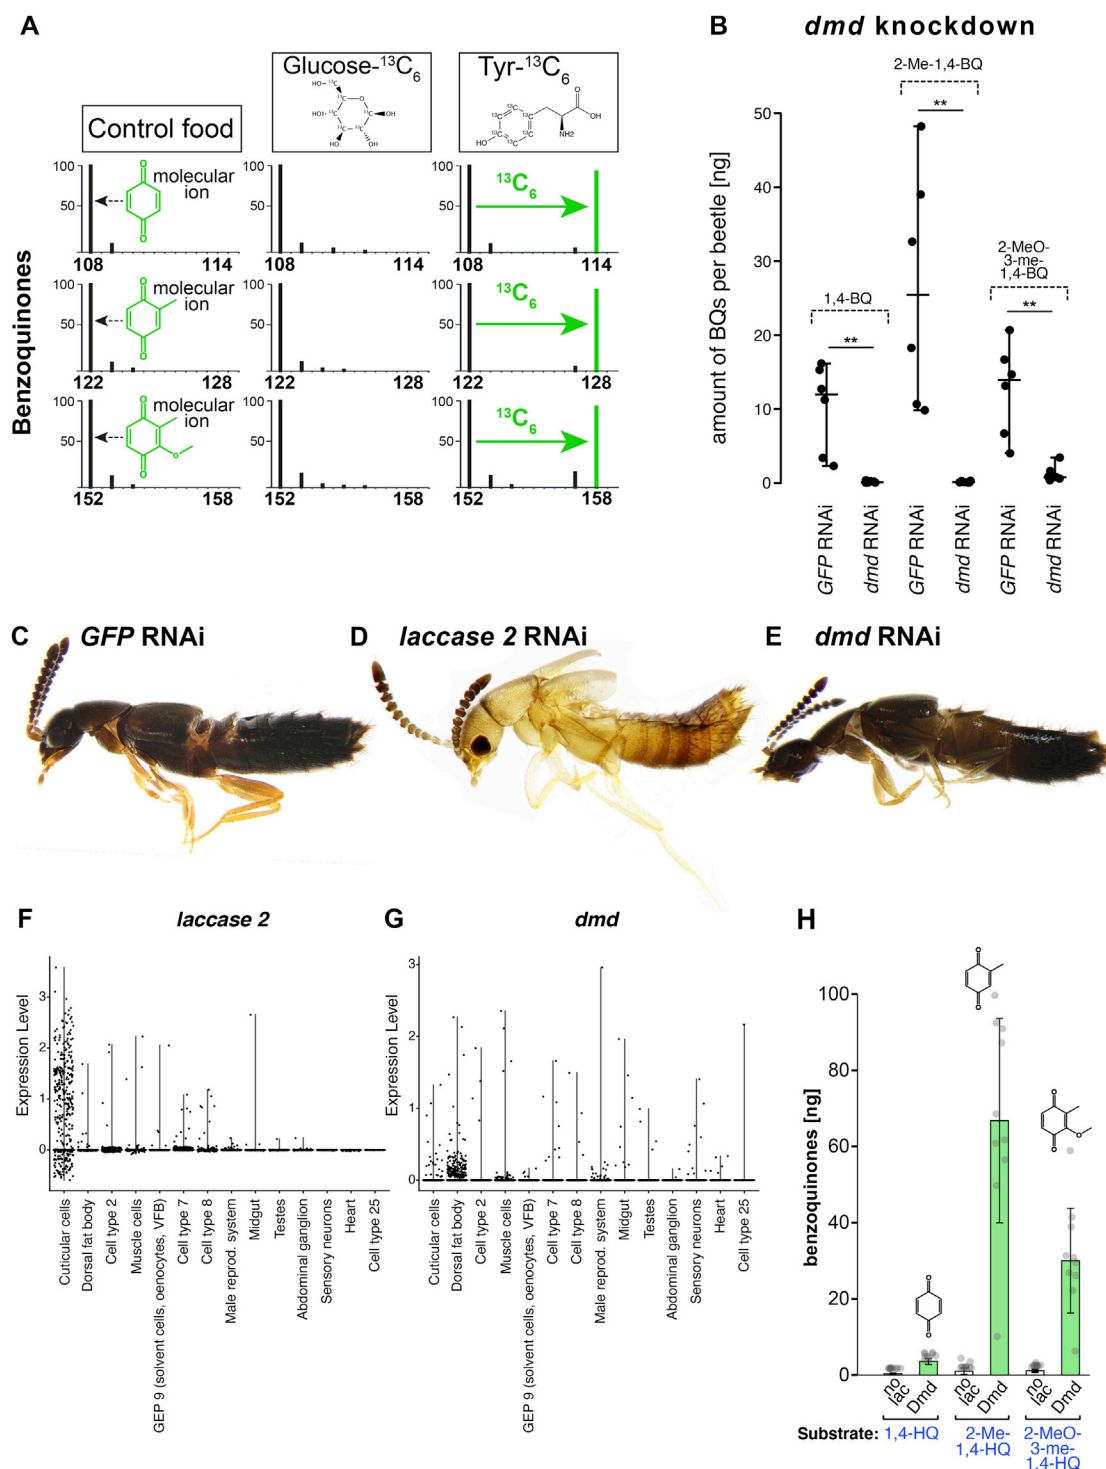 A
Control food
Glucose-¹³C₆
Tyr-¹³C₆
HO
¹³C
O
OH
HO
OH
O
OH
NH2
HO
Benzoquinones
100
50
108
114
molecular
ion
O
O
100
50
108
114
100
50
108
114
¹³C₆
100
50
122
128
molecular
ion
O
O
100
50
122
128
100
50
122
128
¹³C₆
100
50
152
158
molecular
ion
O
O
O
100
50
152
158
100
50
152
158
¹³C₆
B
dmd knockdown
amount of BQs per beetle [ng]
50
40
30
20
10
0
1,4-BQ
**
2-Me-1,4-BQ
**
2-MeO-
3-me-
1,4-BQ
**
GFP RNAi
dmd RNAi
GFP RNAi
dmd RNAi
GFP RNAi
dmd RNAi
C
GFP RNAi
D
laccase 2 RNAi
E
dmd RNAi
F
laccase 2
Expression Level
3
2
1
0
Cuticular cells
Dorsal fat body
Cell type 2
Muscle cells
GEP 9 (solvent cells, oenocytes, VFB)
Cell type 7
Cell type 8
Male reprod. system
Midgut
Testes
Abdominal ganglion
Sensory neurons
Heart
Cell type 25
G
dmd
Expression Level
3
2
1
0
Cuticular cells
Dorsal fat body
Cell type 2
Muscle cells
GEP 9 (solvent cells, oenocytes, VFB)
Cell type 7
Cell type 8
Male reprod. system
Midgut
Testes
Abdominal ganglion
Sensory neurons
Heart
Cell type 25
H
benzoquinones [ng]
100
80
60
40
20
0
O
O
O
O
O
O
O
no
lac
Dmd
no
lac
Dmd
no
lac
Dmd
Substrate:
1,4-HQ
2-Me-
1,4-HQ
2-MeO-
3-me-
1,4-HQ